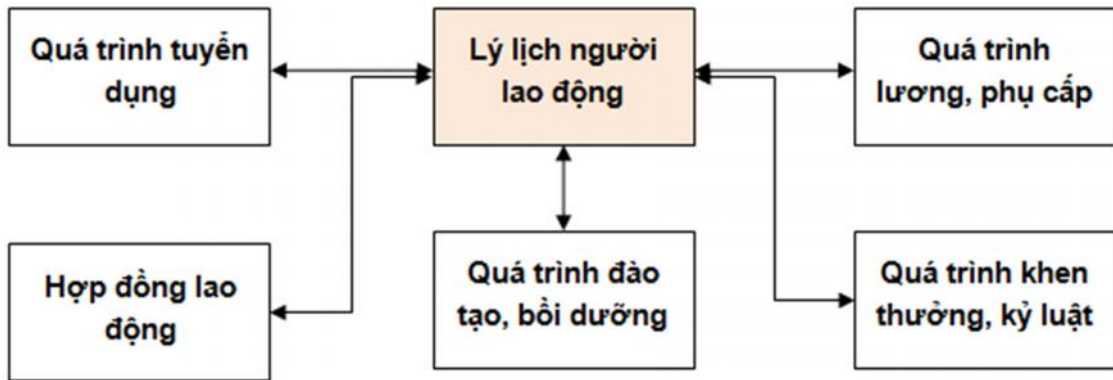 Quá trình tuyển
dụng
Lý lịch người
lao động
Quá trình
lương, phụ cấp
Hợp đồng lao
động
Quá trình đào
tạo, bồi dưỡng
Quá trình khen
thưởng, kỷ luật